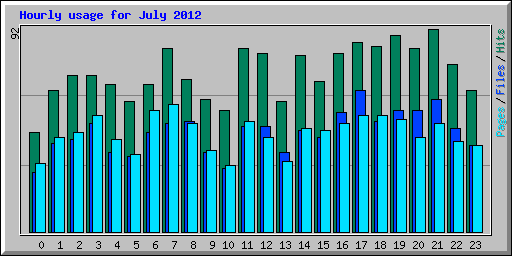 Hourly usage for July 2012
92
Pages / Files / Hits
0 1 2 3 4 5 6 7 8 9 10 11 12 13 14 15 16 17 18 19 20 21 22 23